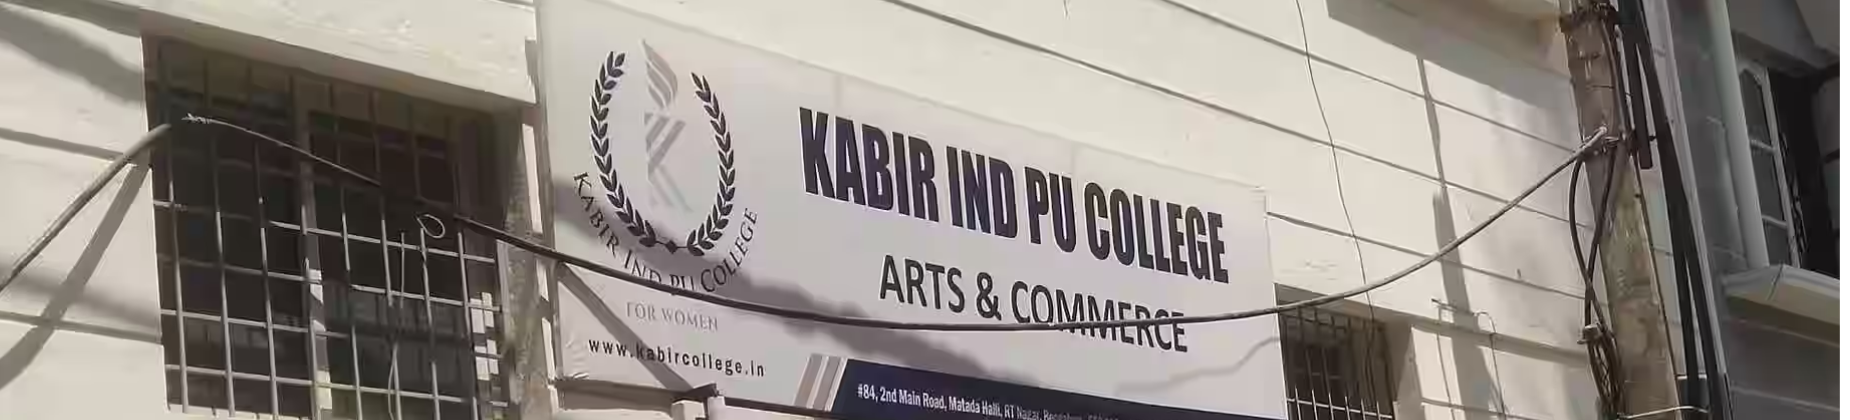 KABIR IND PU COLLEGE
FOR WOMEN
www.kabircollege.in
KABIR IND PU COLLEGE
ARTS & COMMERCE
#84, 2nd Main Road, Matada Halli, RT Nagar,